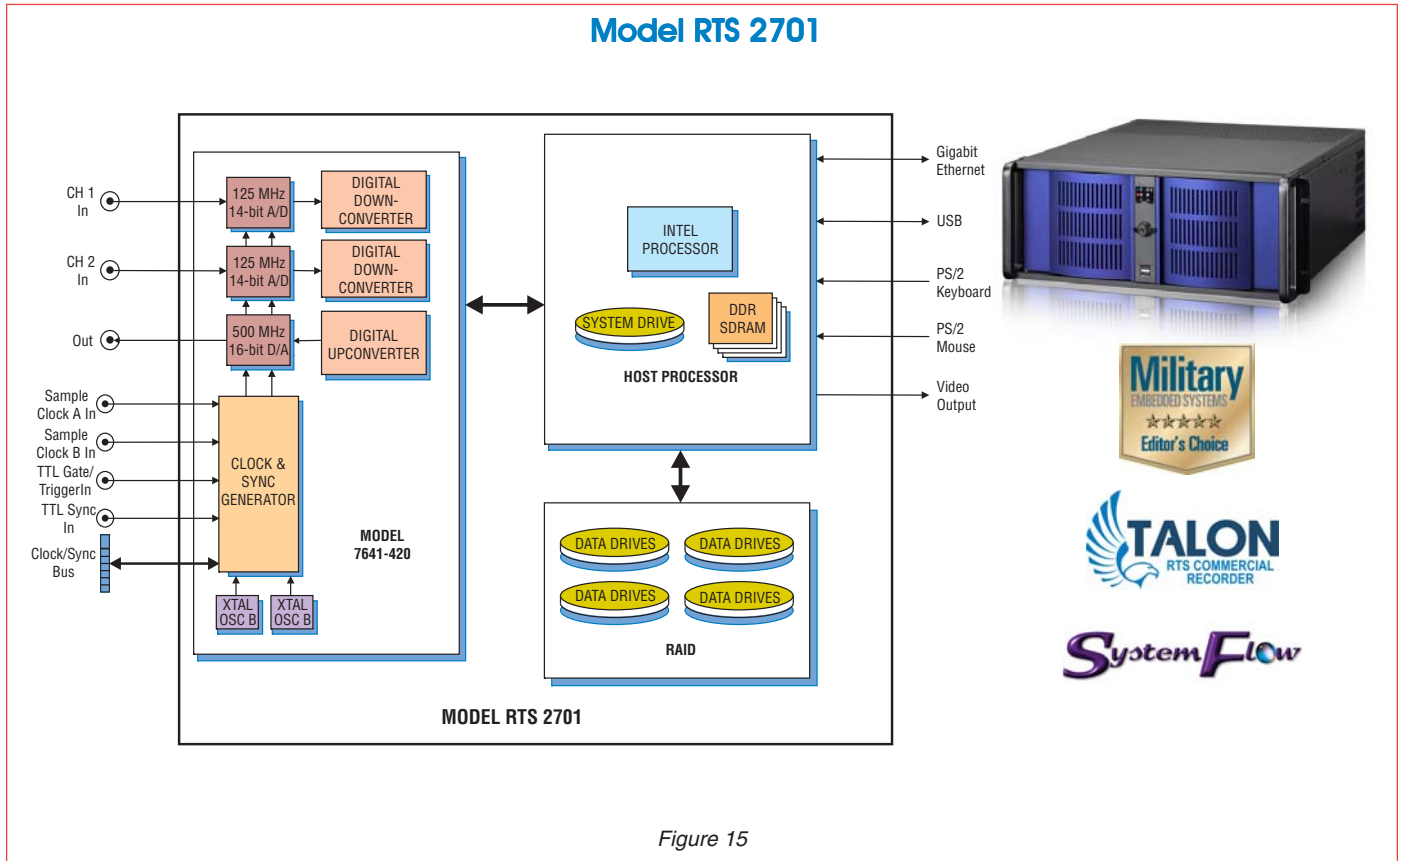 Model RTS 2701
CH 1
In
CH 2
In
Out
Sample
Clock A In
Sample
Clock B In
TTL Gate/
TriggerIn
TTL Sync
In
Clock/Sync
Bus
125 MHz
14-bit A/D
DIGITAL
DOWN-
CONVERTER
125 MHz
14-bit A/D
DIGITAL
DOWN-
CONVERTER
500 MHz
16-bit D/A
DIGITAL
UPCONVERTER
CLOCK &
SYNC
GENERATOR
XTAL
OSC B
XTAL
OSC B
MODEL
7641-420
INTEL
PROCESSOR
SYSTEM DRIVE
DDR
SDRAM
HOST PROCESSOR
DATA DRIVES
DATA DRIVES
DATA DRIVES
DATA DRIVES
RAID
MODEL RTS 2701
Gigabit
Ethernet
USB
PS/2
Keyboard
PS/2
Mouse
Video
Output
Military
EMBEDDED SYSTEMS
Editor's Choice
TALON
RTS COMMERCIAL
RECORDER
SystemFlow
Figure 15